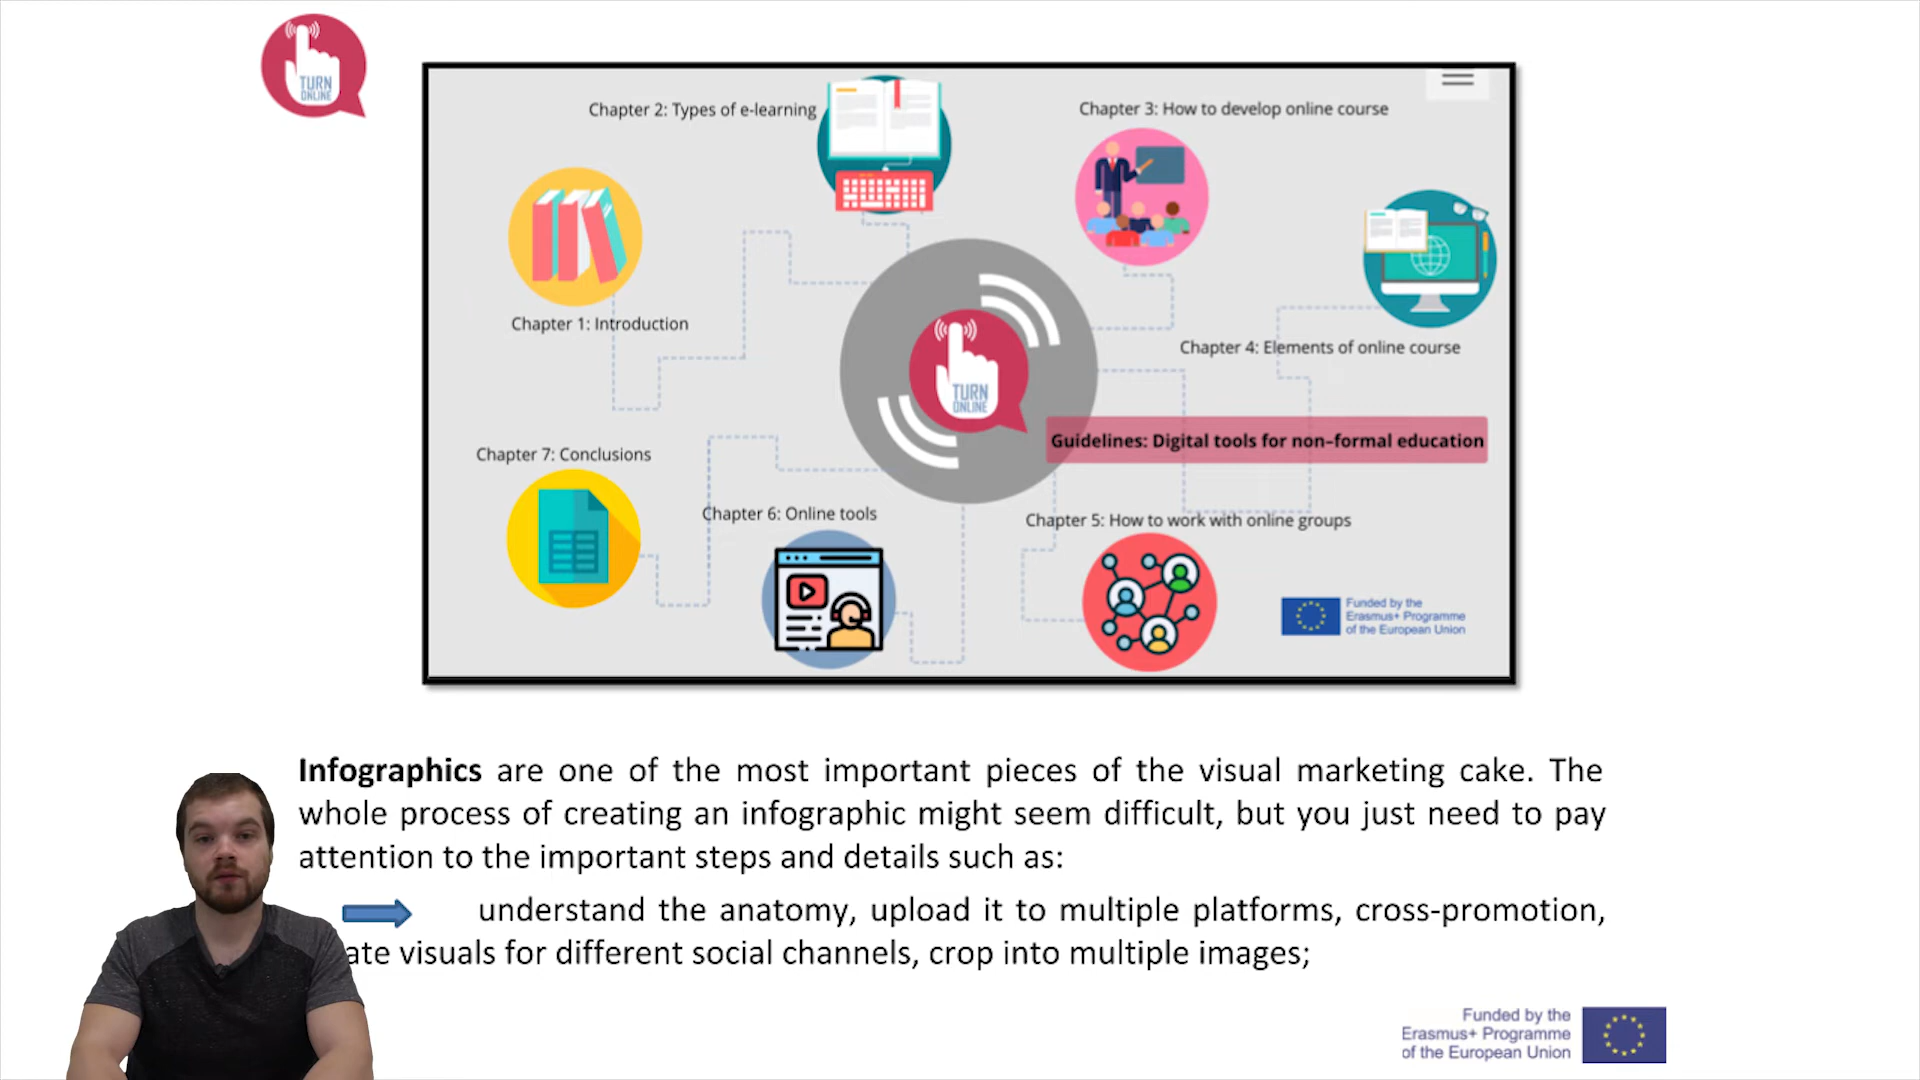 TURN
ONLINE
Chapter 2: Types of e-learning
Chapter 3: How to develop online course
Chapter 1: Introduction
Chapter 4: Elements of online course
TURN
ONLINE
Guidelines: Digital tools for non-formal education
Chapter 7: Conclusions
Chapter 6: Online tools
Chapter 5: How to work with online groups
Funded by the
Erasmus+ Programme
of the European Union
Infographics are one of the most important pieces of the visual marketing cake. The
whole process of creating an infographic might seem difficult, but you just need to pay
attention to the important steps and details such as:
understand the anatomy, upload it to multiple platforms, cross-promotion,
visuals for different social channels, crop into multiple images;
Funded by the
Erasmus+ Programme
of the European Union